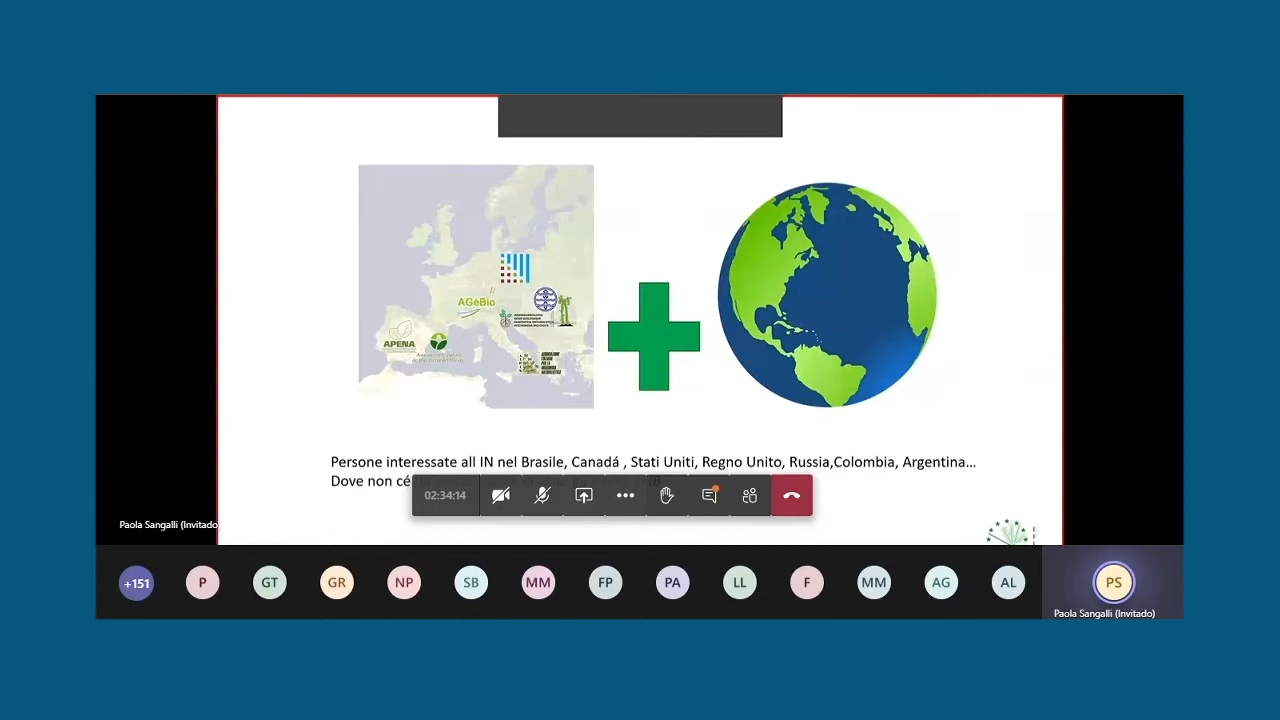 AGéBio
APENA
Persone interessate all IN nel Brasile, Canadá , Stati Uniti, Regno Unito, Russia,Colombia, Argentina...
Dove non cé
02:34:14
Paola Sangalli (Invitado
+151
P
GT
GR
NP
SB
MM
FP
PA
LL
F
MM
AG
AL
PS
Paola Sangalli (Invitado)